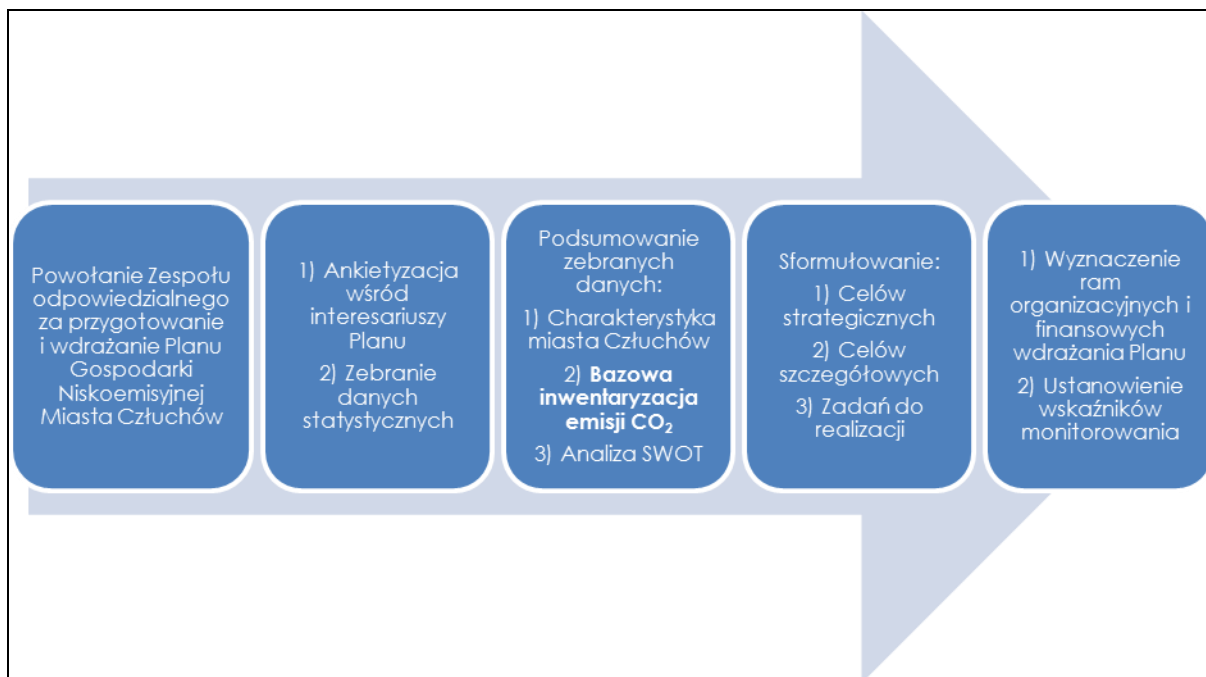 Powołanie Zespołu
odpowiedzialnego
za przygotowanie
i wdrażanie Planu
Gospodarki
Niskoemisyjnej
Miasta Człuchów
1) Ankietyzacja
wśród
interesariuszy
Planu
2) Zebranie
danych
statystycznych
Podsumowanie
zebranych
danych:
1) Charakterystyka
miasta Człuchów
2) Bazowa
inwentaryzacja
emisji CO₂
3) Analiza SWOT
Sformułowanie:
1) Celów
strategicznych
2) Celów
szczegółowych
3) Zadań do
realizacji
1) Wyznaczenie
ram
organizacyjnych i
finansowych
wdrażania Planu
2) Ustanowienie
wskaźników
monitorowania